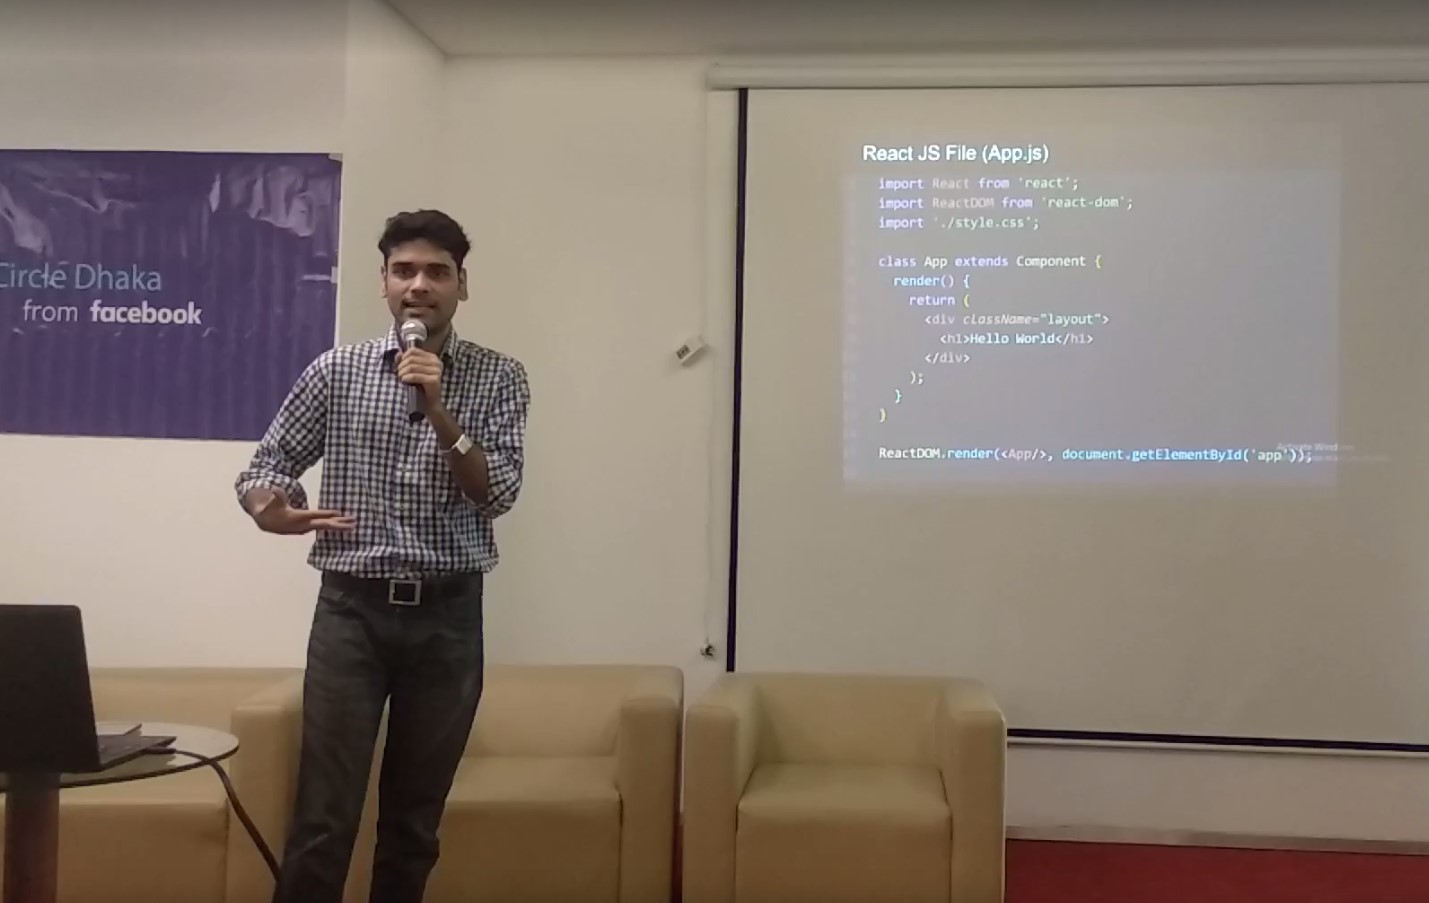 Circle Dhaka
from facebook
React JS File (App.js)
import React from 'react';
import ReactDOM from 'react-dom';
import './style.css';
class App extends Component {
render() {
return (
<div className="layout">
<h1>Hello World</h1>
</div>
);
}
}
ReactDOM.render(<App/>, document.getElementById('app'));
Activate Wind